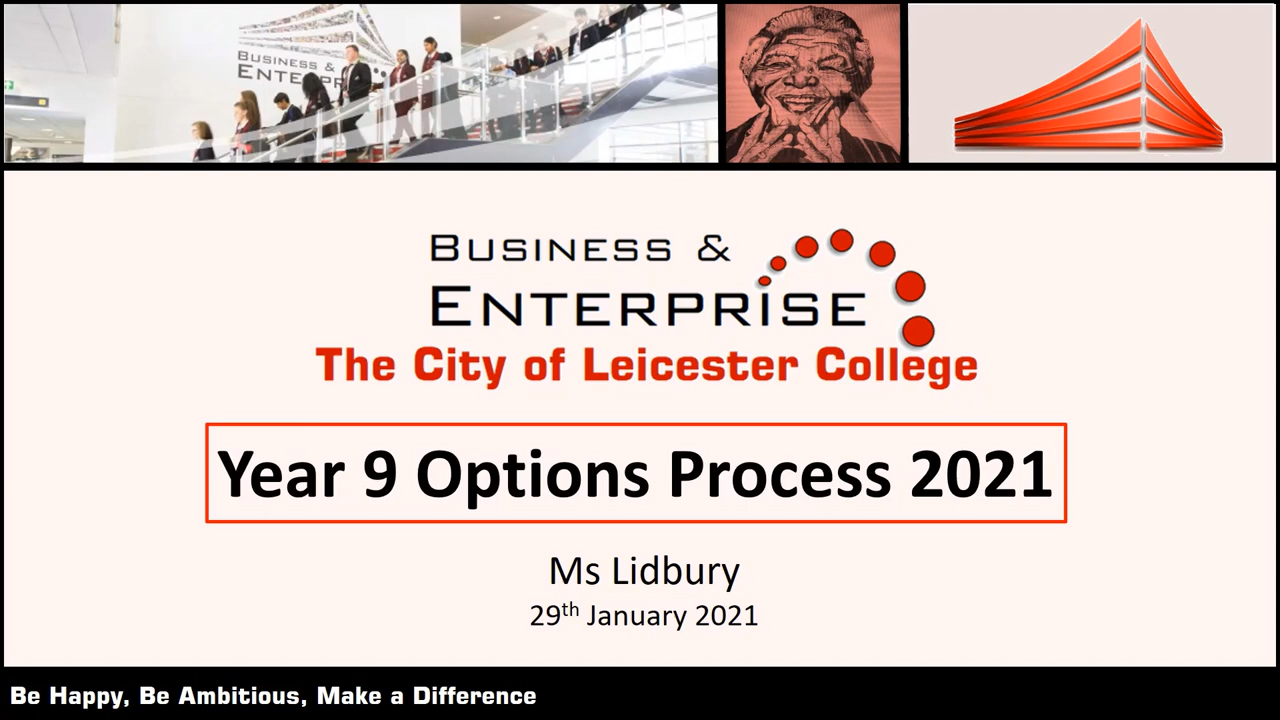 BUSINESS &
ENTERPR
BUSINESS &
ENTERPRISE
The City of Leicester College
Year 9 Options Process 2021
Ms Lidbury
29th January 2021
Be Happy, Be Ambitious, Make a Difference